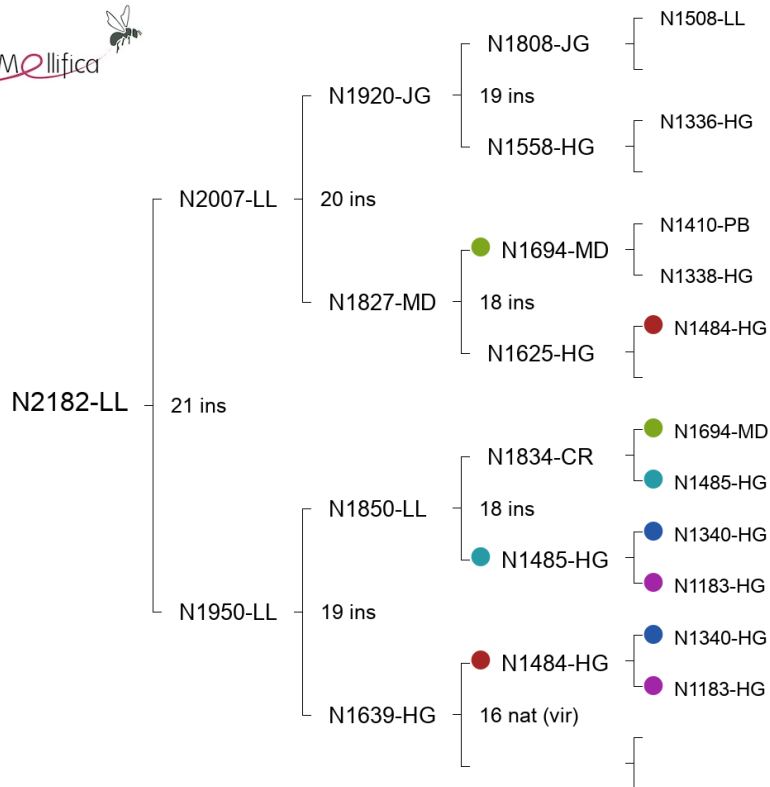 Mellifica
N1508-LL
N1808-JG
N1920-JG
19 ins
N1336-HG
N1558-HG
N2007-LL
20 ins
N1410-PB
N1694-MD
N1338-HG
N1827-MD
18 ins
N1484-HG
N1625-HG
N2182-LL
21 ins
N1694-MD
N1834-CR
N1485-HG
N1850-LL
18 ins
N1340-HG
N1485-HG
N1183-HG
N1950-LL
19 ins
N1340-HG
N1484-HG
N1183-HG
N1639-HG
16 nat (vir)